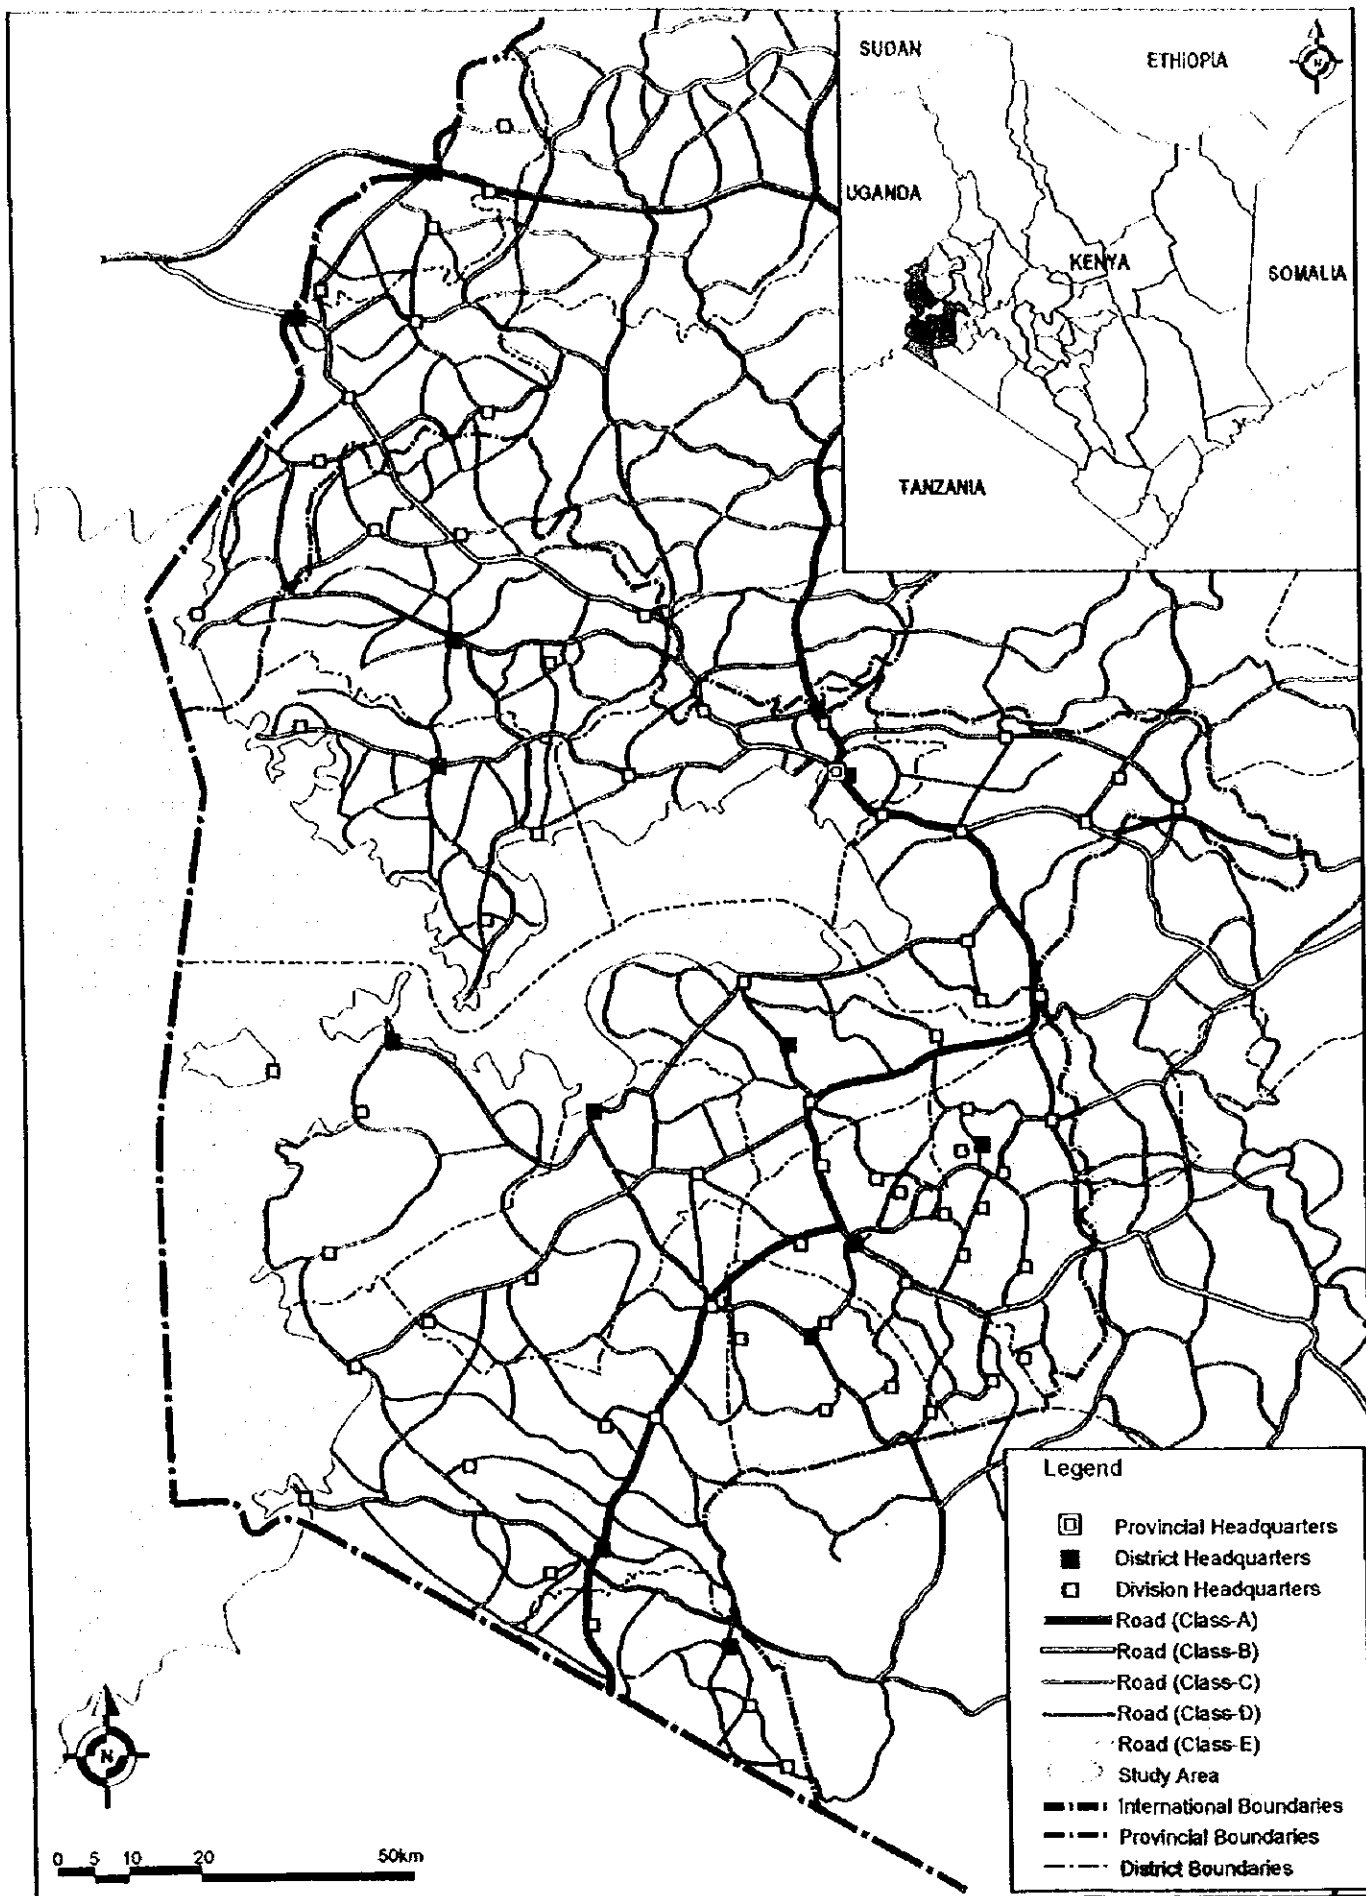 SUDAN
ETHIOPIA
N
UGANDA
KENYA
SOMALIA
TANZANIA
Legend
Provincial Headquarters
District Headquarters
Division Headquarters
Road (Class-A)
Road (Class-B)
Road (Class-C)
Road (Class-D)
Road (Class-E)
Study Area
International Boundaries
Provincial Boundaries
District Boundaries
N
0 5 10 20 50km